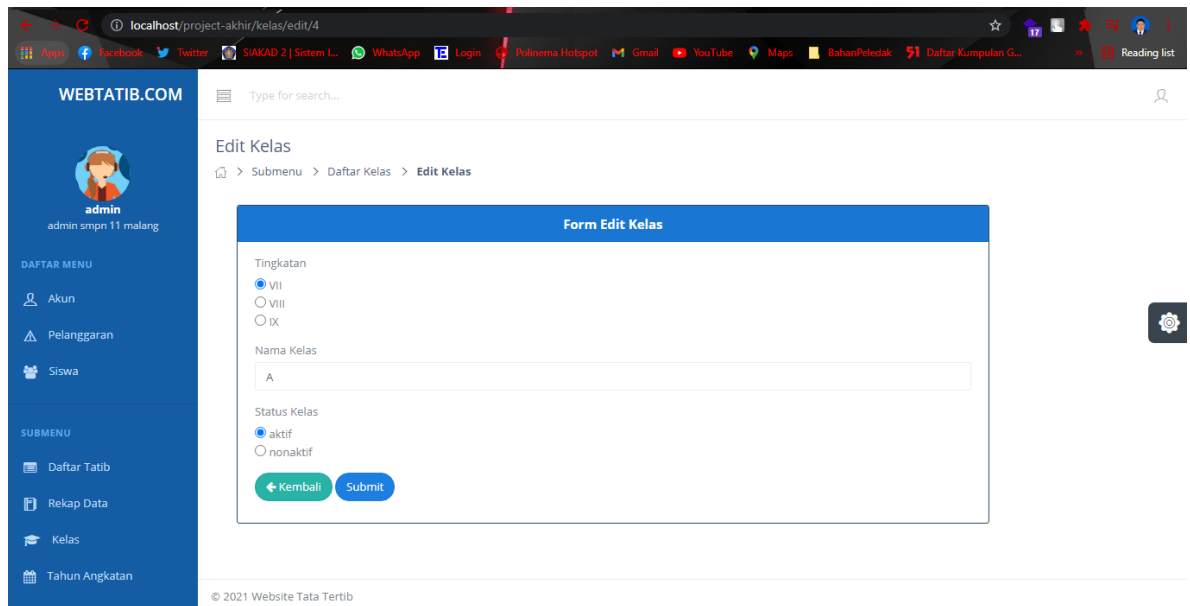 localhost/project-akhir/kelas/edit/4
17
Apps Facebook Twitter SIAKAD 2 | Sistem I... WhatsApp Login Polinema Hotspot Gmail YouTube Maps BahanPeledak Daftar Kumpulan G... » Reading list
WEBTATIB.COM
Type for search...
admin
admin smpn 11 malang
DAFTAR MENU
Akun
Pelanggaran
Siswa
SUBMENU
Daftar Tatib
Rekap Data
Kelas
Tahun Angkatan
Edit Kelas
> Submenu > Daftar Kelas > Edit Kelas
Form Edit Kelas
Tingkatan
VII
VIII
IX
Nama Kelas
A
Status Kelas
aktif
nonaktif
Kembali Submit
© 2021 Website Tata Tertib